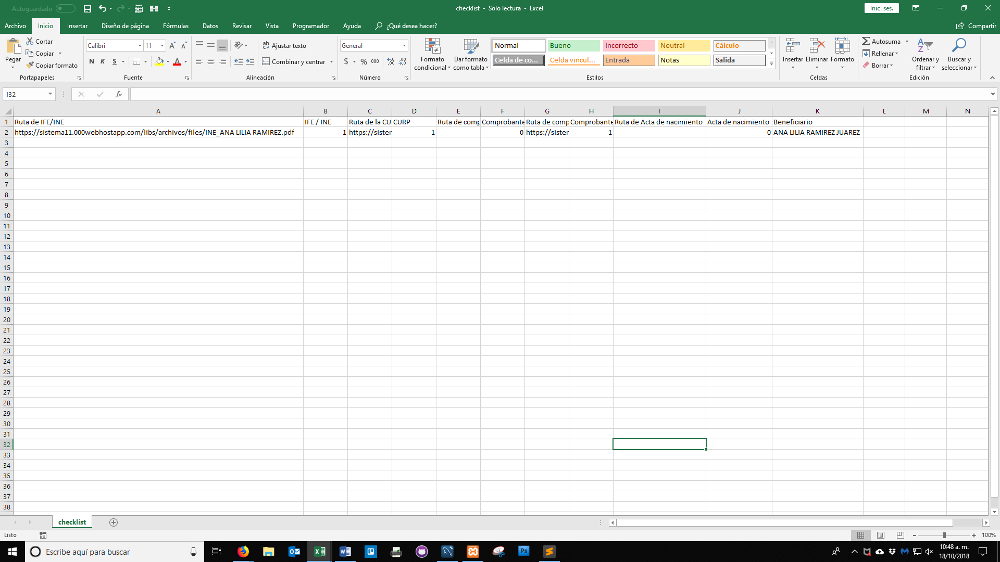 Autoguardado
checklist - Solo lectura - Excel
Inic. ses.
Archivo Inicio Insertar Diseño de página Fórmulas Datos Revisar Vista Programador Ayuda ¿Qué desea hacer? Compartir
Pegar
Cortar
Copiar
Copiar formato
Portapapeles
Calibri 11
N K S
Fuente
Ajustar texto
Combinar y centrar
Alineación
General
$ % 000
Número
Formato condicional
Dar formato como tabla
Normal Bueno Incorrecto Neutral Cálculo
Celda de co... Celda vincul... Entrada Notas Salida
Estilos
Insertar Eliminar Formato
Celdas
Autosuma
Rellenar
Borrar
Ordenar y filtrar
Buscar y seleccionar
Edición
I32
fx
A B C D E F G H I J K L M N
1 Ruta de IFE/INE IFE / INE Ruta de la CU CURP Ruta de comp Comprobante Ruta de comp Comprobante Ruta de Acta de nacimiento Acta de nacimiento Beneficiario
2 https://sistema11.000webhostapp.com/libs/archivos/files/INE_ANA LILIA RAMIREZ.pdf 1 https://sister 1 0 https://sister 1 0 ANA LILIA RAMIREZ JUAREZ
3
4
5
6
7
8
9
10
11
12
13
14
15
16
17
18
19
20
21
22
23
24
25
26
27
28
29
30
31
32
33
34
35
36
37
38
checklist
Listo
100%
Escribe aquí para buscar
10:48 a. m.
18/10/2018